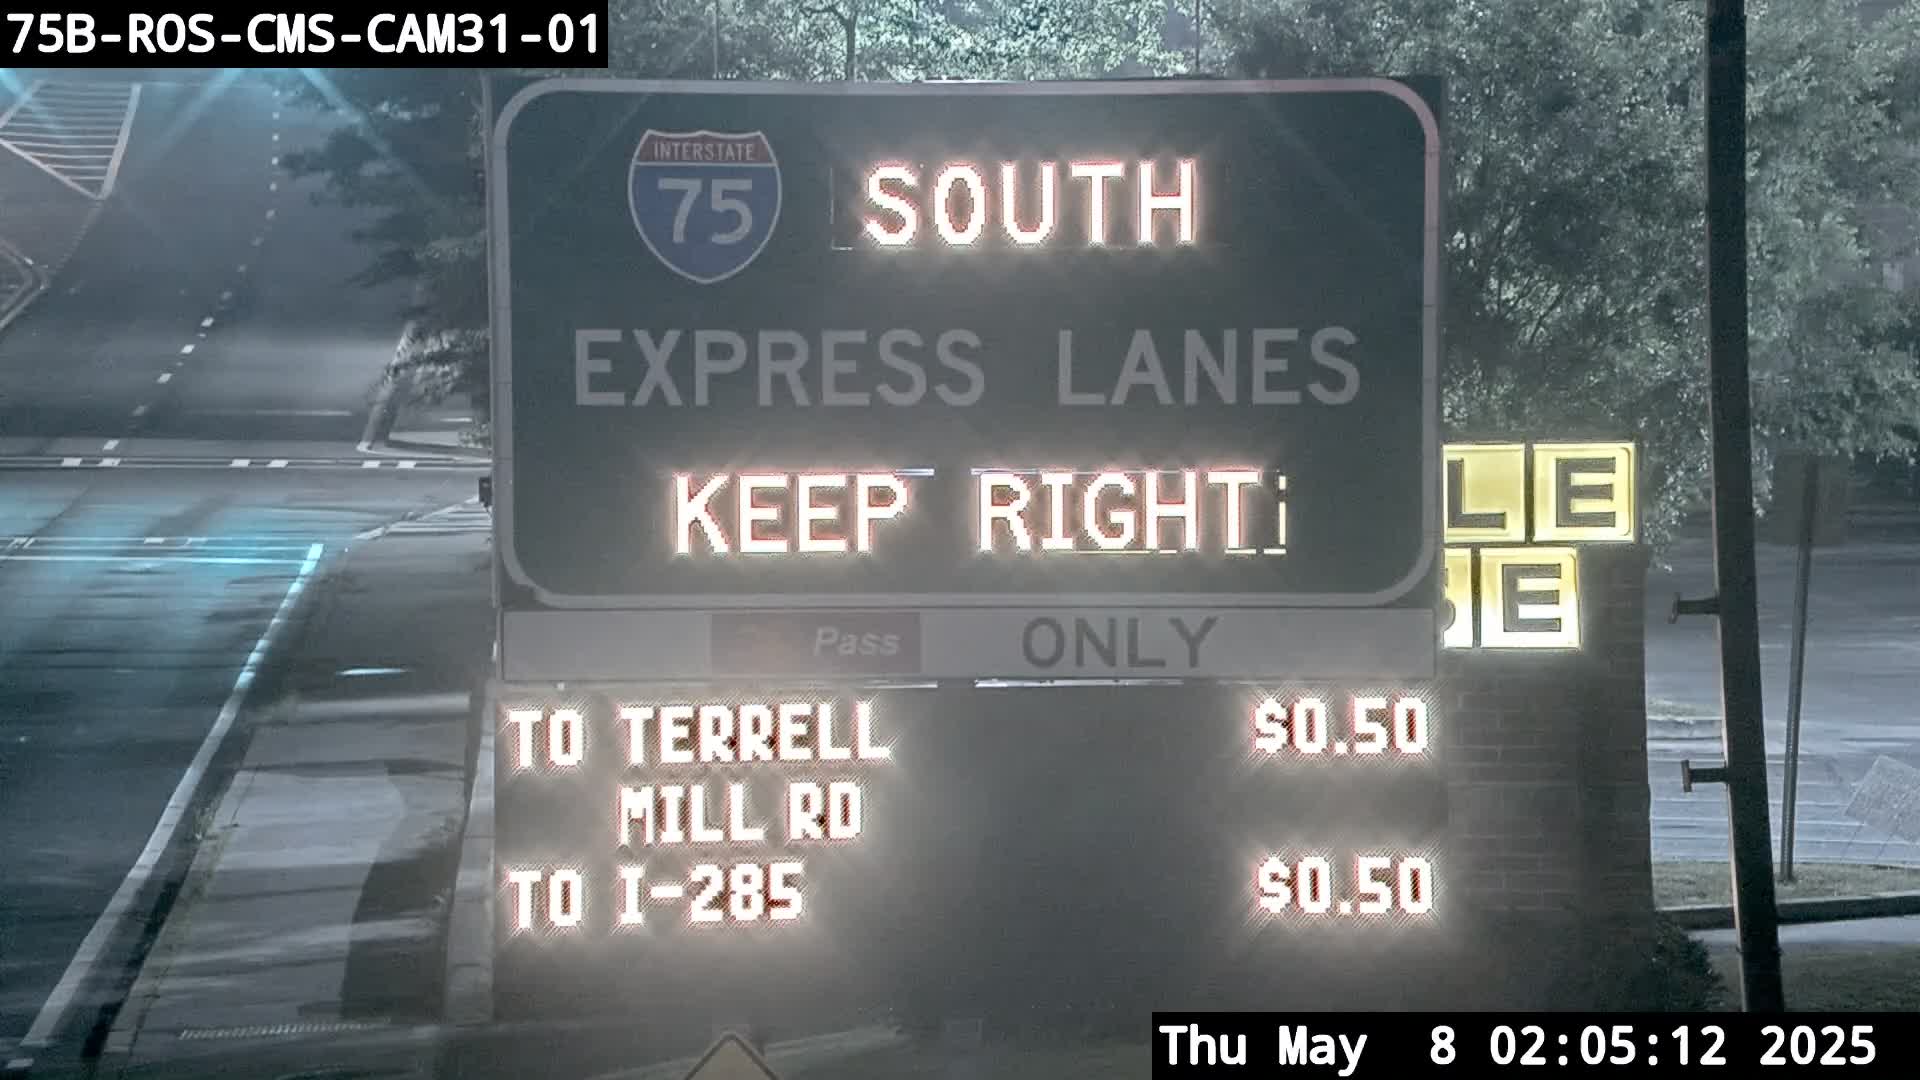 75B-ROS-CMS-CAM31-01
INTERSTATE
75
SOUTH
EXPRESS LANES
KEEP RIGHT
Pass ONLY
LE
E
TO TERRELL $0.50
MILL RD
TO I-285 $0.50
Thu May 8 02:05:12 2025